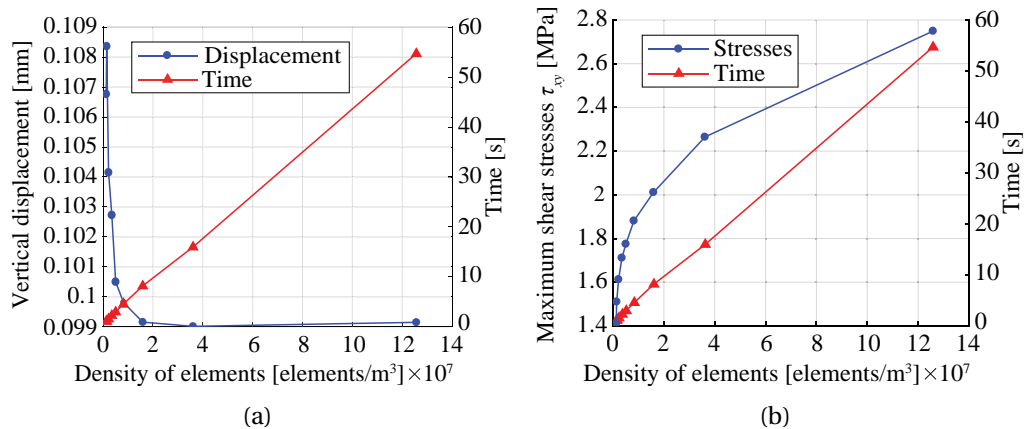 Vertical displacement [mm]
0.109
0.108
0.107
0.106
0.105
0.104
0.103
0.102
0.101
0.1
0.099
Displacement
Time
60
50
40
30
20
10
0
Time [s]
0 2 4 6 8 10 12 14
Density of elements [elements/m³]×10⁷
(a)
Maximum shear stresses τxy [MPa]
2.8
2.6
2.4
2.2
2
1.8
1.6
1.4
Stresses
Time
60
50
40
30
20
10
0
Time [s]
0 2 4 6 8 10 12 14
Density of elements [elements/m³]×10⁷
(b)